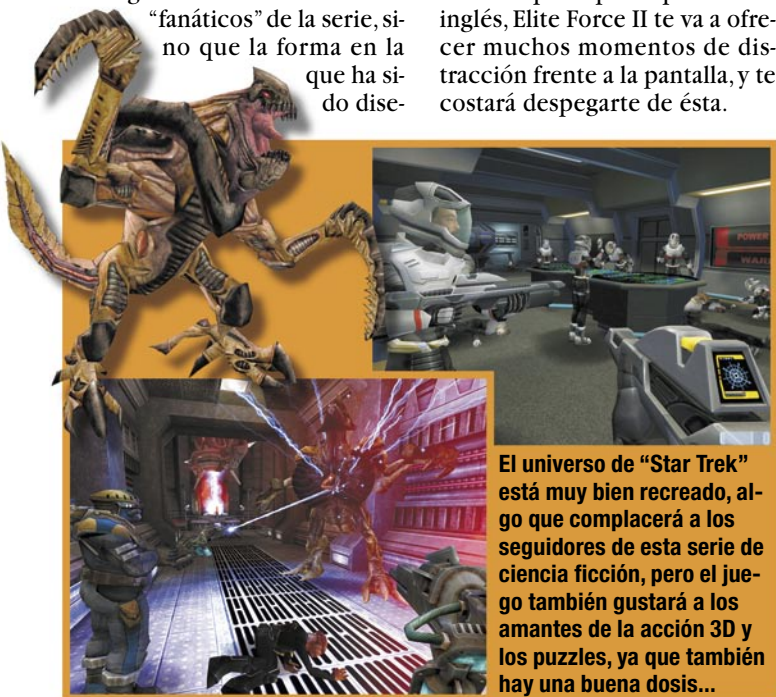 “fanáticos” de la serie, si-
no que la forma en la
que ha si-
do dise-
inglés, Elite Force II te va a ofre-
cer muchos momentos de dis-
tracción frente a la pantalla, y te
costará despegarte de ésta.
POWER
El universo de “Star Trek”
está muy bien recreado, al-
go que complacerá a los
seguidores de esta serie de
ciencia ficción, pero el jue-
go también gustará a los
amantes de la acción 3D y
los puzzles, ya que también
hay una buena dosis...